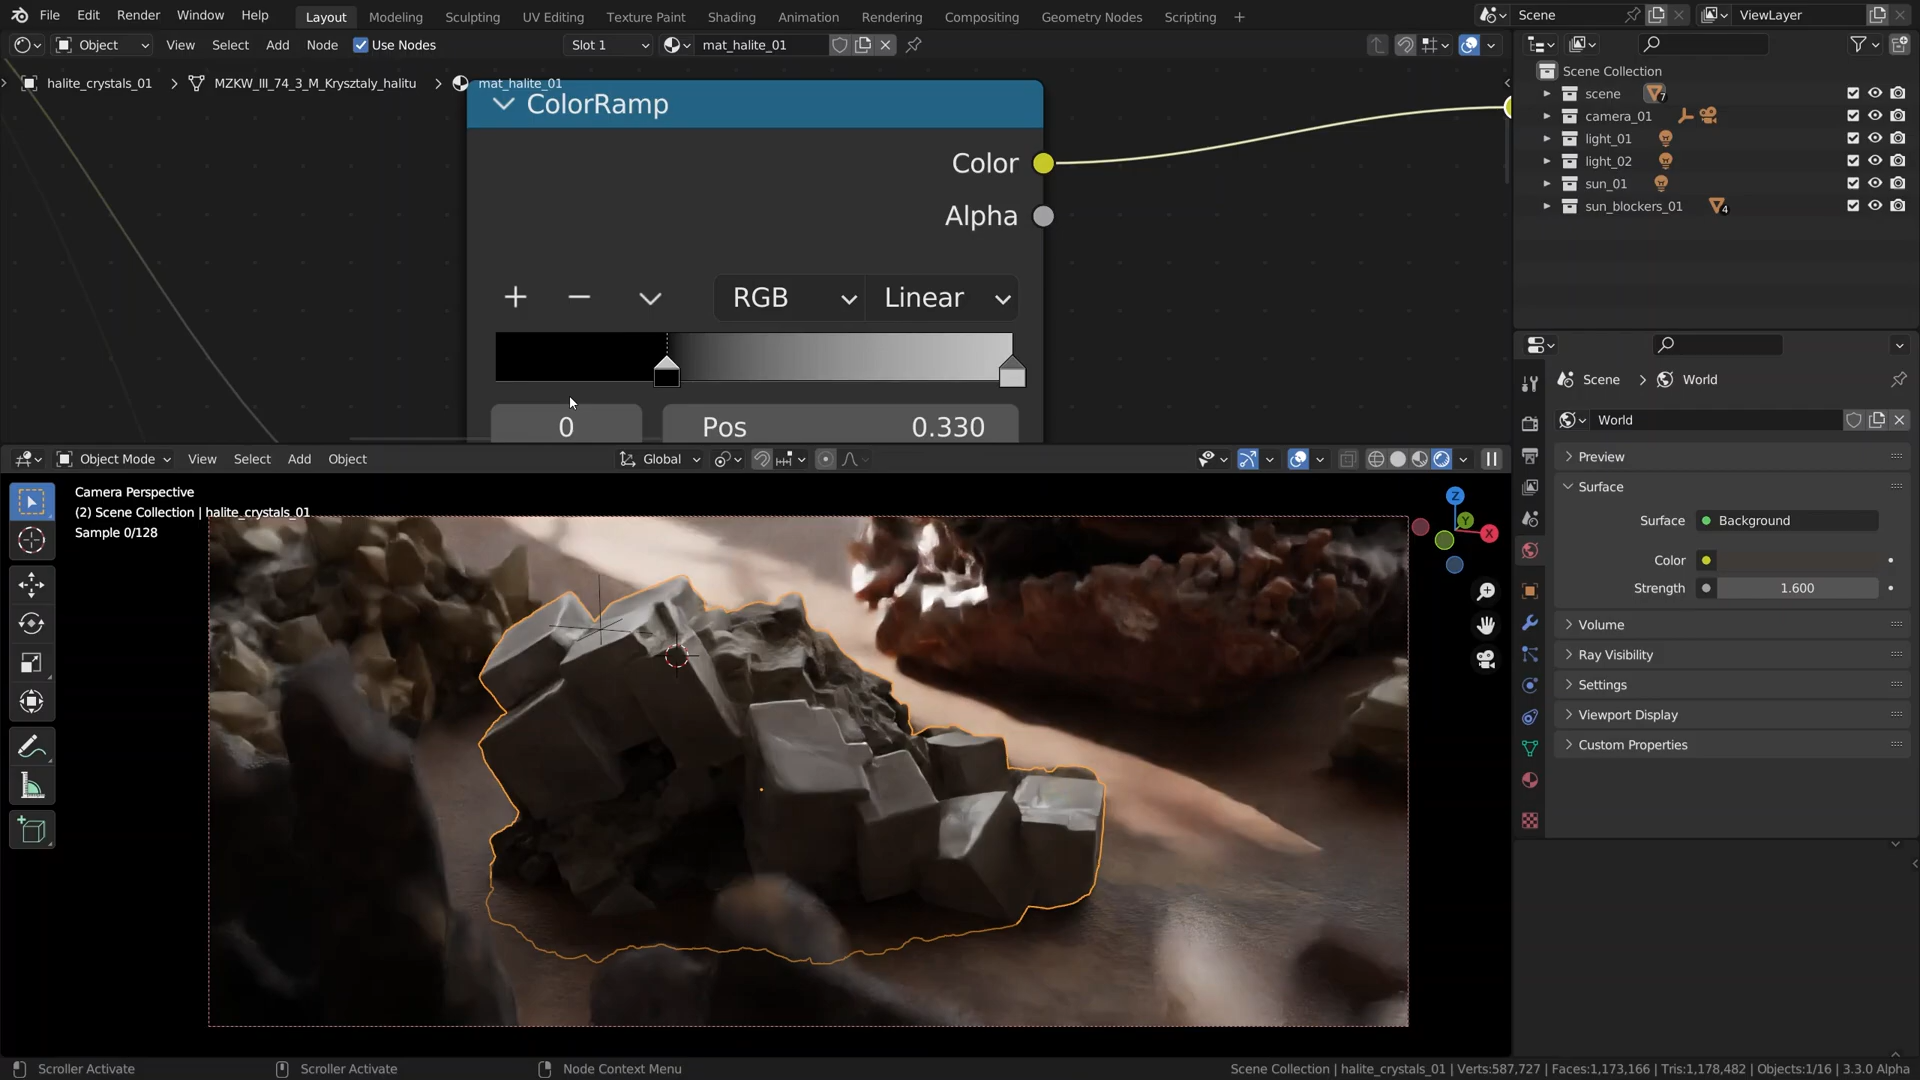 File Edit Render Window Help Layout Modeling Sculpting UV Editing Texture Paint Shading Animation Rendering Compositing Geometry Nodes Scripting + Scene ViewLayer
Object View Select Add Node Use Nodes Slot 1 mat_halite_01
halite_crystals_01 > MZKW_III_74_3_M_Krysztaly_halitu > mat_halite_01
ColorRamp
Color
Alpha
RGB Linear
0 Pos 0.330
Scene Collection
scene 7
camera_01
light_01
light_02
sun_01
sun_blockers_01 4
Scene > World
World
Preview
Surface
Surface Background
Color
Strength 1.600
Volume
Ray Visibility
Settings
Viewport Display
Custom Properties
Object Mode View Select Add Object Global
Camera Perspective
(2) Scene Collection | halite_crystals_01
Sample 0/128
Z
Y
X
Scroller Activate Scroller Activate Node Context Menu Scene Collection | halite_crystals_01 | Verts:587,727 | Faces:1,173,166 | Tris:1,178,482 | Objects:1/16 | 3.3.0 Alpha